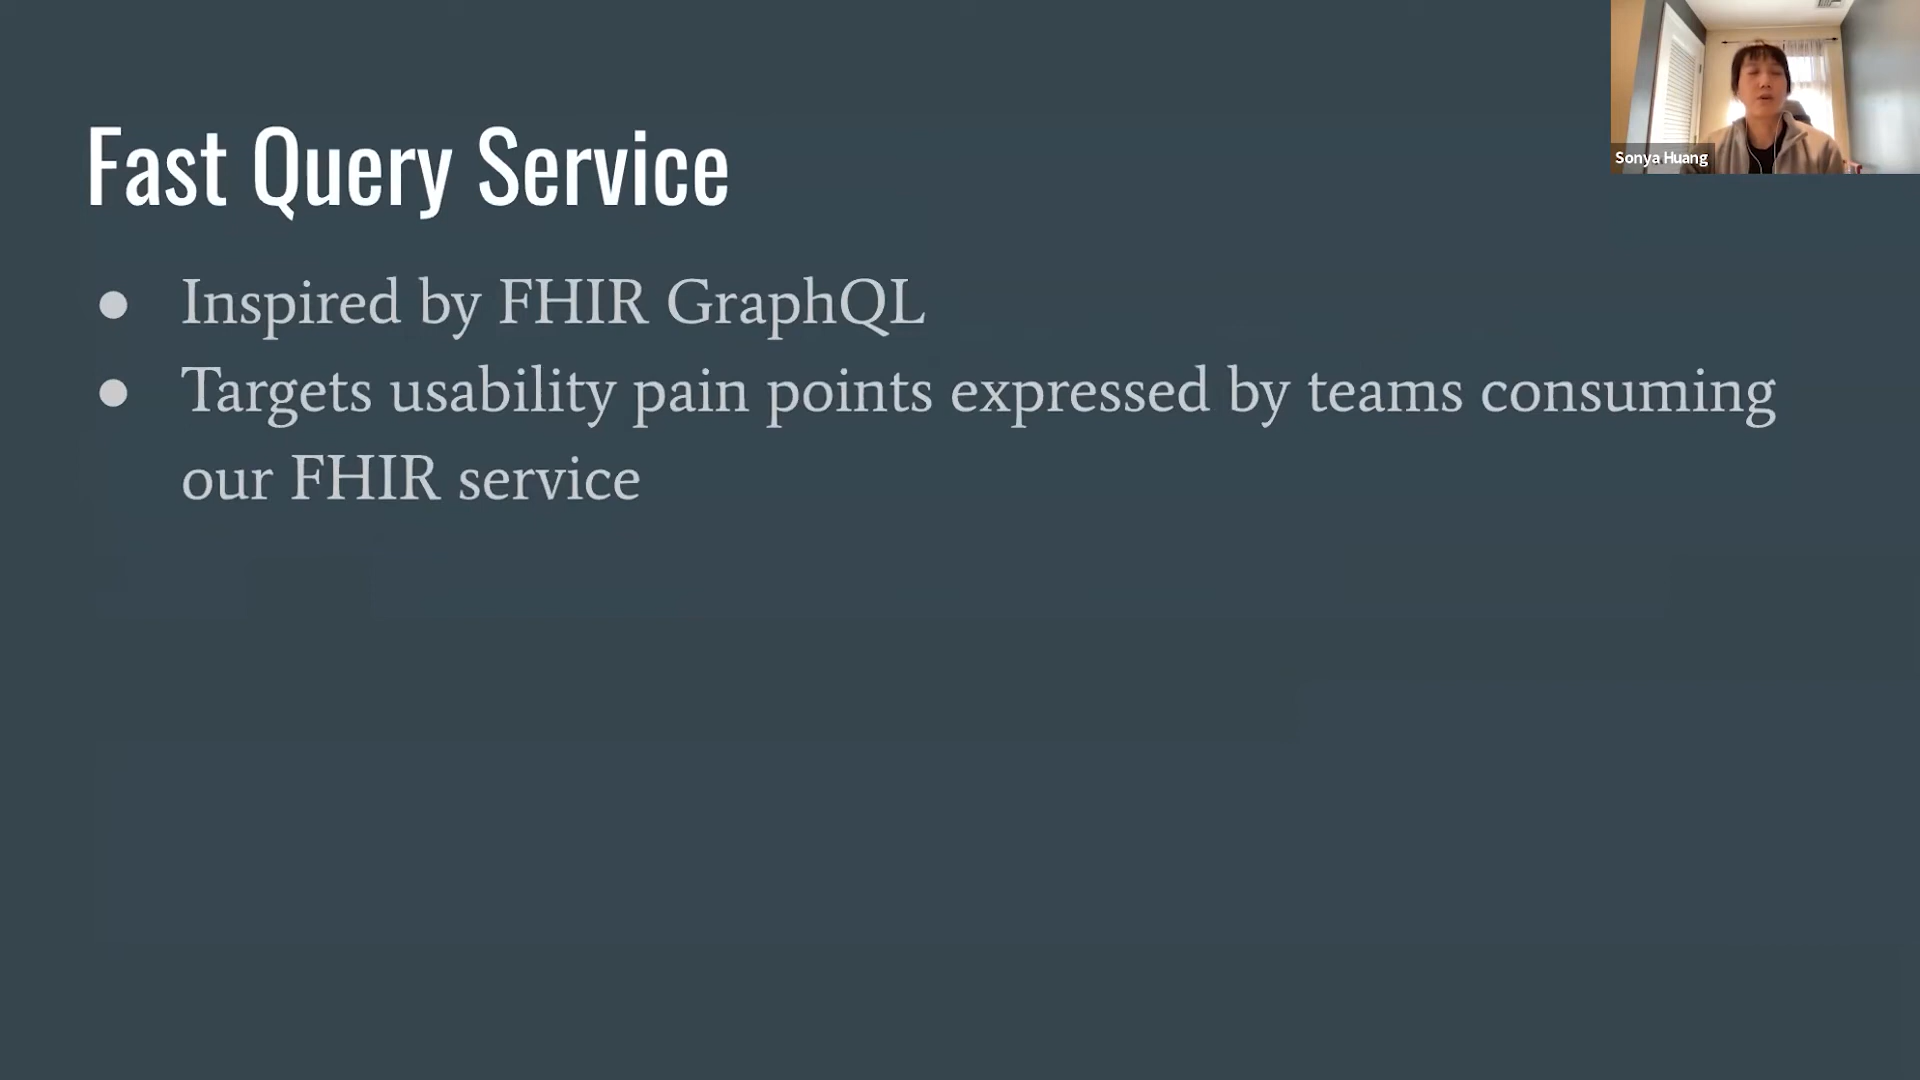 Fast Query Service
● Inspired by FHIR GraphQL
● Targets usability pain points expressed by teams consuming
our FHIR service
Sonya Huang